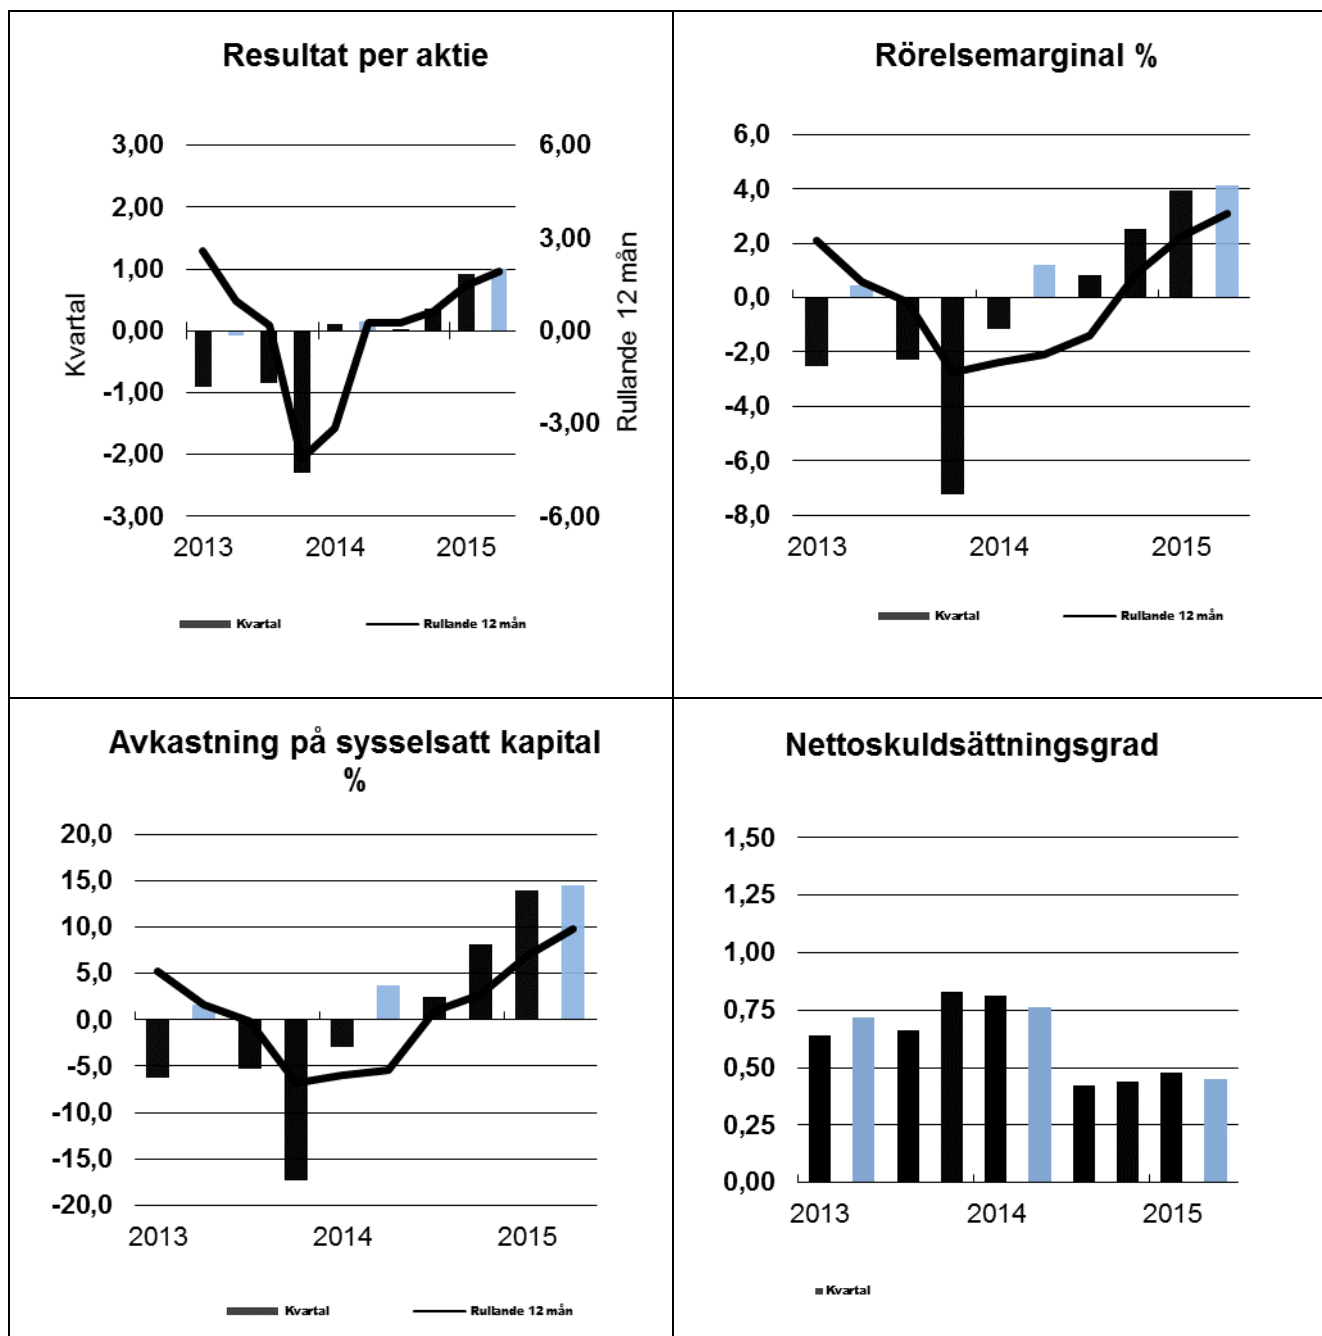 Resultat per aktie
3,00
2,00
1,00
0,00
-1,00
-2,00
-3,00
Kvartal
6,00
3,00
0,00
-3,00
-6,00
Rullande 12 mån
2013 2014 2015
Kvartal Rullande 12 mån
Rörelsemarginal %
6,0
4,0
2,0
0,0
-2,0
-4,0
-6,0
-8,0
2013 2014 2015
Kvartal Rullande 12 mån
Avkastning på sysselsatt kapital
%
20,0
15,0
10,0
5,0
0,0
-5,0
-10,0
-15,0
-20,0
2013 2014 2015
Kvartal Rullande 12 mån
Nettoskuldsättningsgrad
1,50
1,25
1,00
0,75
0,50
0,25
0,00
2013 2014 2015
Kvartal